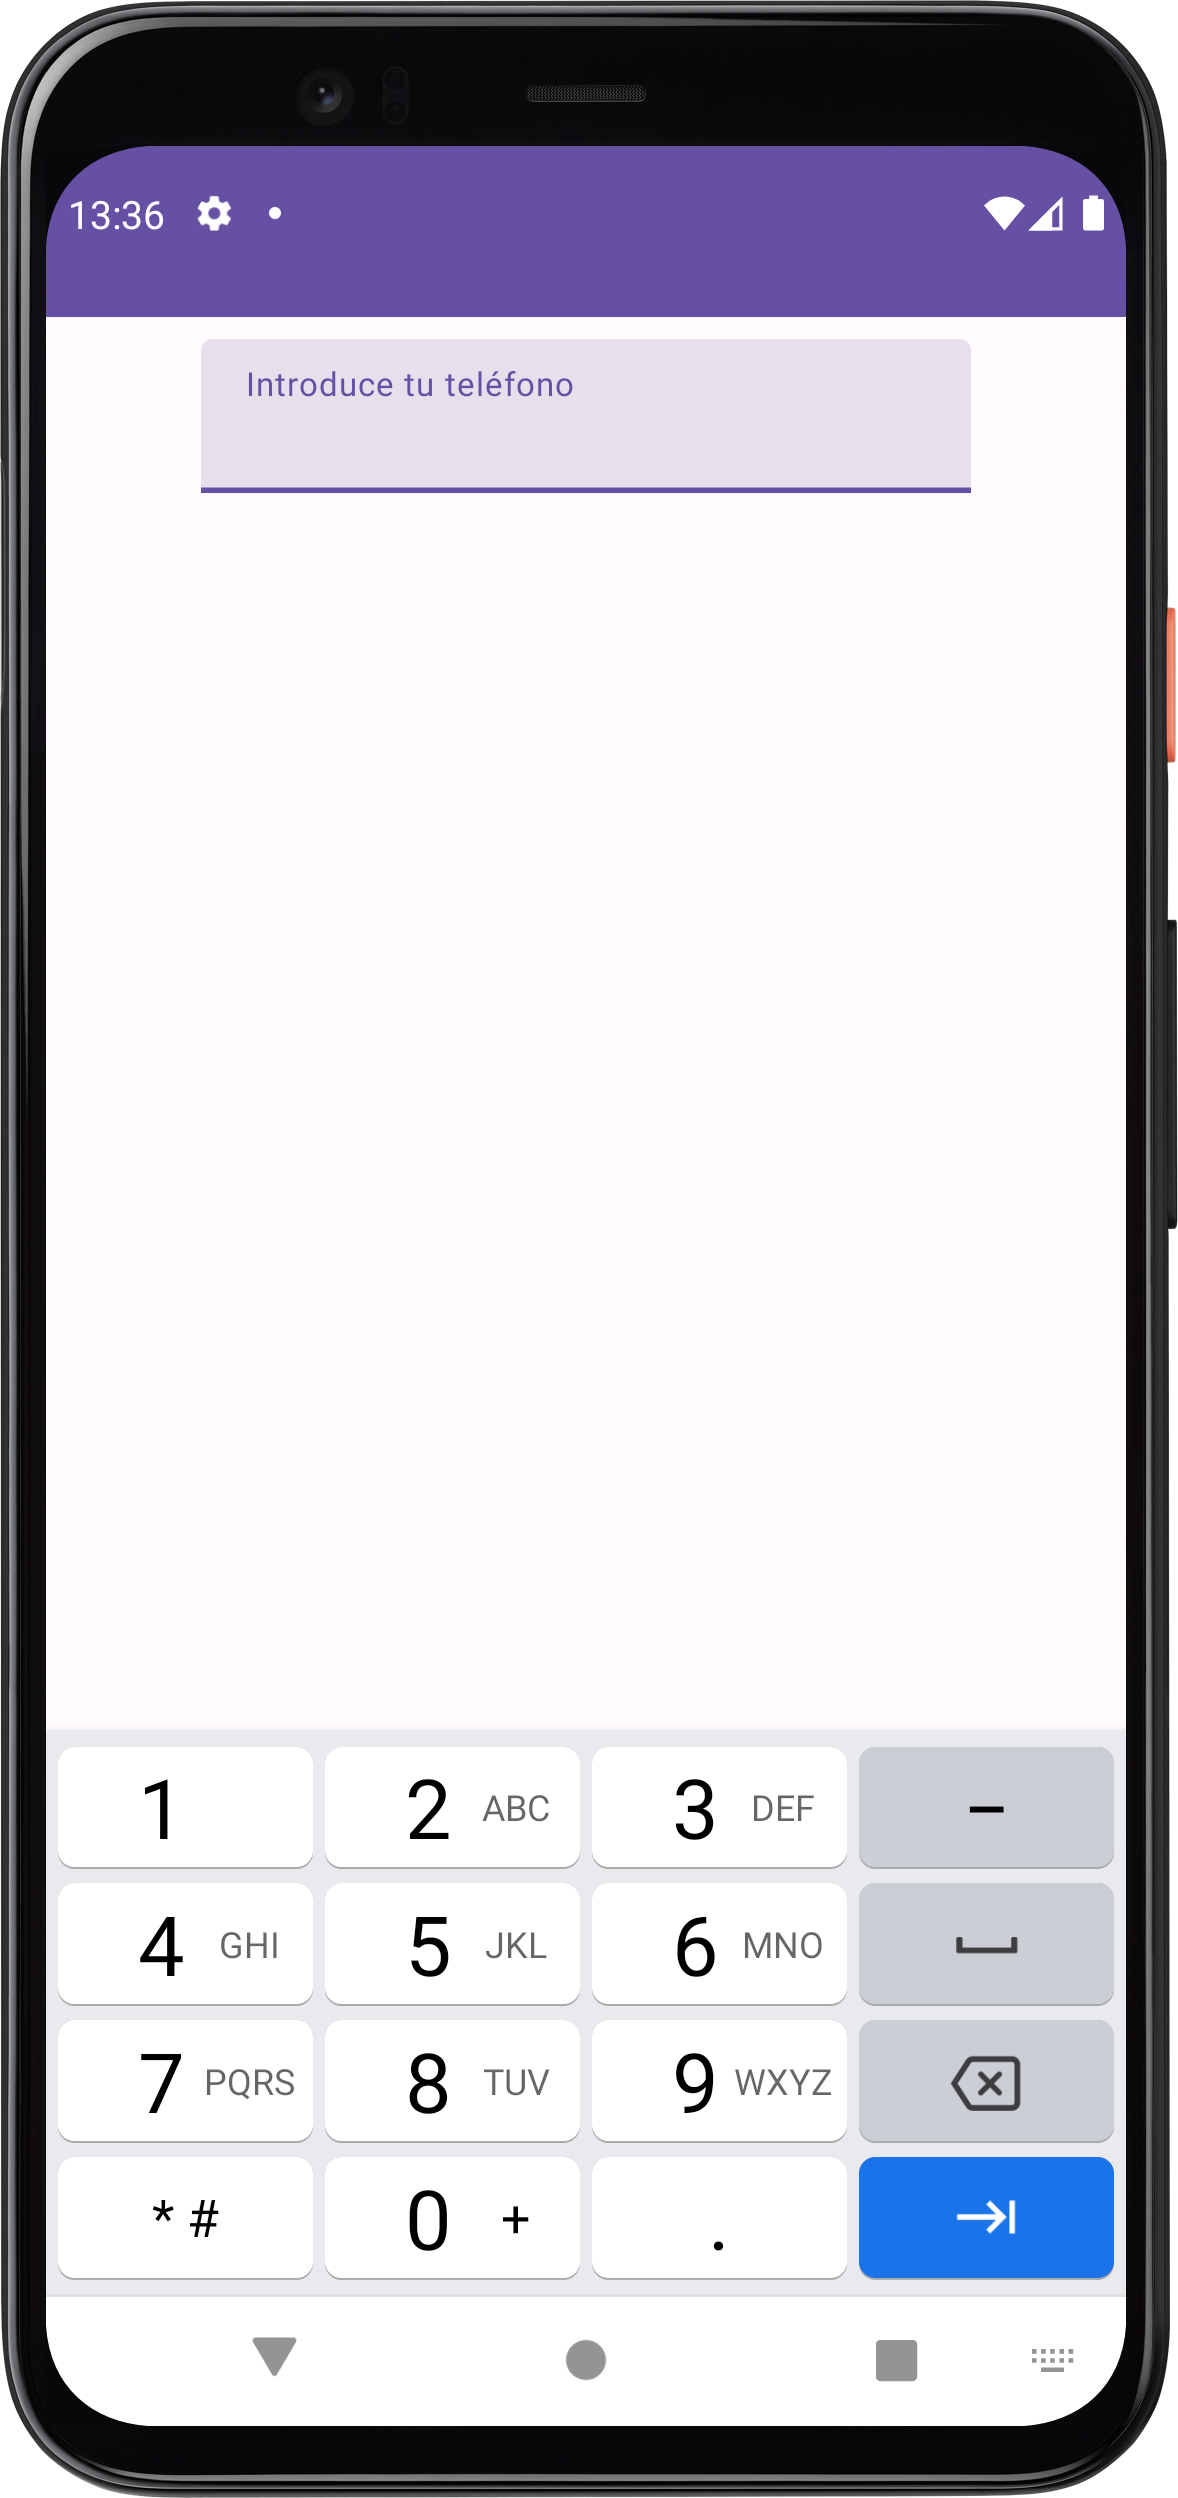 13:36
Introduce tu teléfono
1 2 ABC 3 DEF –
4 GHI 5 JKL 6 MNO
7 PQRS 8 TUV 9 WXYZ
* # 0 + .